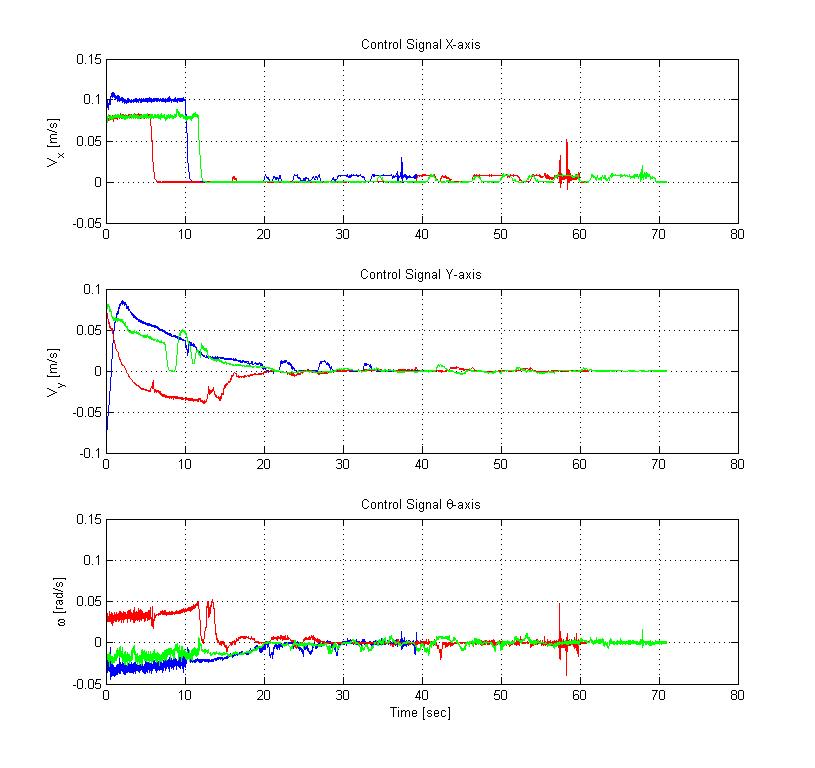 Control Signal X-axis
0.15
0.1
0.05
0
-0.05
V_x [m/s]
0 10 20 30 40 50 60 70 80
Control Signal Y-axis
0.1
0.05
0
-0.05
-0.1
V_y [m/s]
0 10 20 30 40 50 60 70 80
Control Signal θ-axis
0.15
0.1
0.05
0
-0.05
ω [rad/s]
0 10 20 30 40 50 60 70 80
Time [sec]